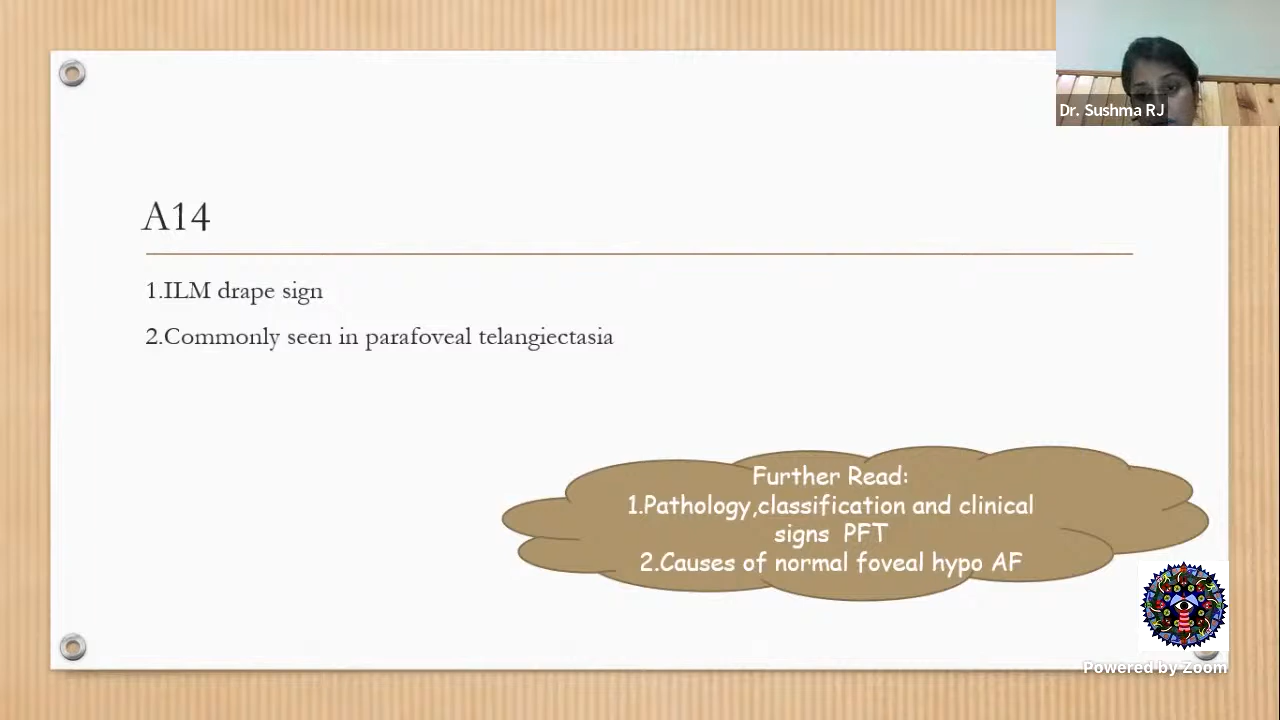 Dr. Sushma RJ
A14
1.ILM drape sign
2.Commonly seen in parafoveal telangiectasia
Further Read:
1.Pathology,classification and clinical
signs PFT
2.Causes of normal foveal hypo AF
Powered by Zoom